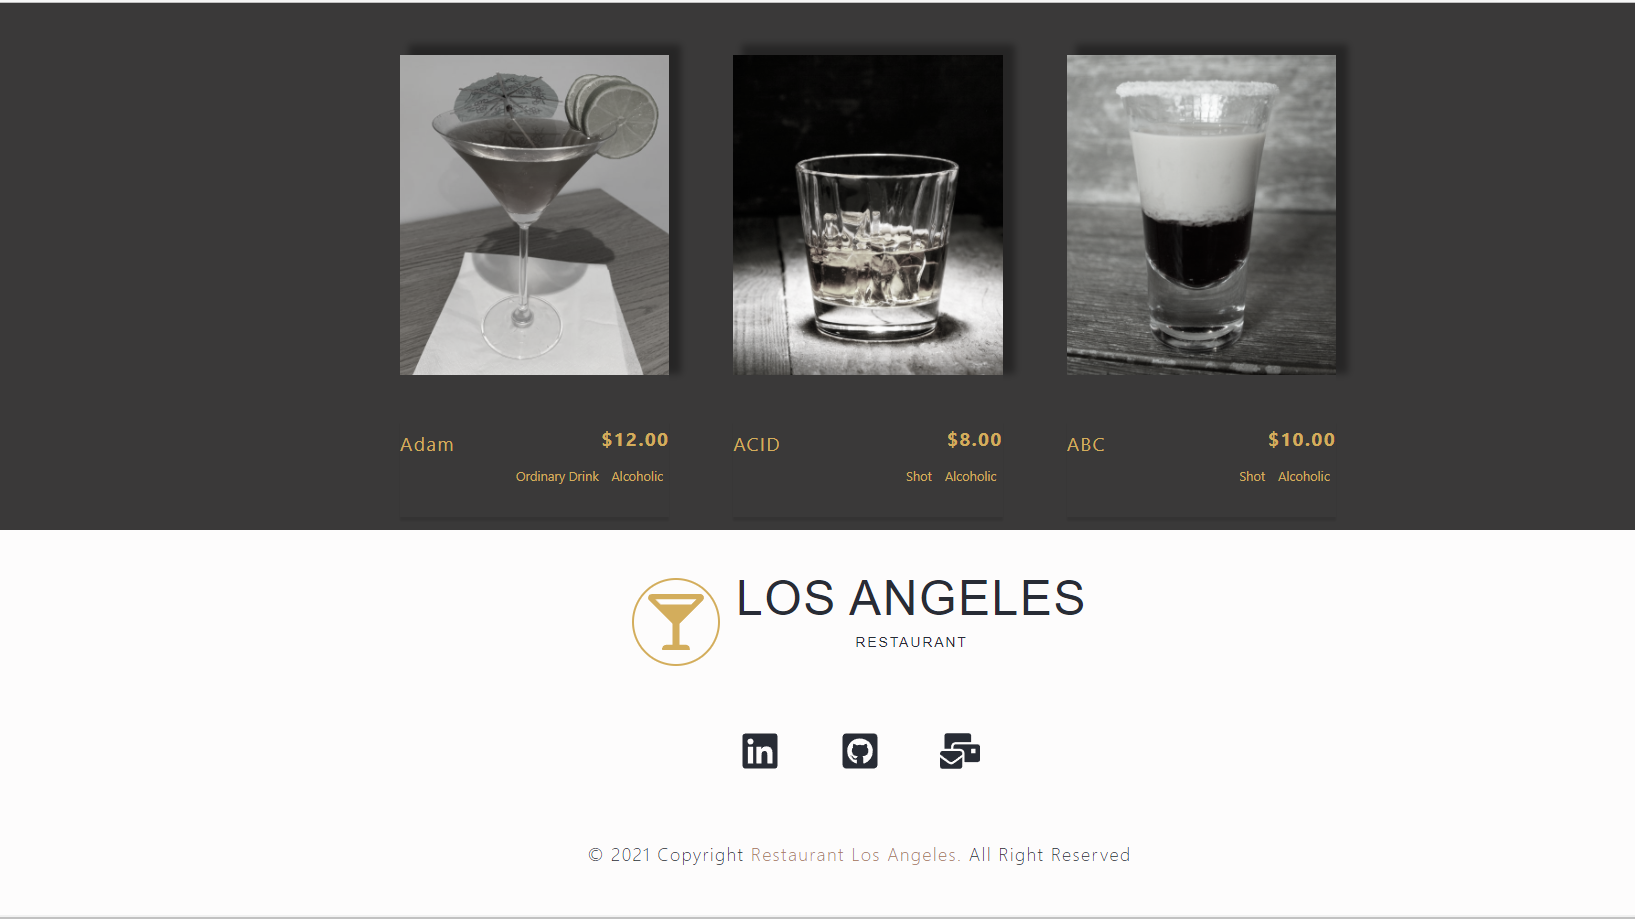 Adam
$12.00
Ordinary Drink Alcoholic
ACID
$8.00
Shot Alcoholic
ABC
$10.00
Shot Alcoholic
LOS ANGELES
RESTAURANT
in
© 2021 Copyright Restaurant Los Angeles. All Right Reserved